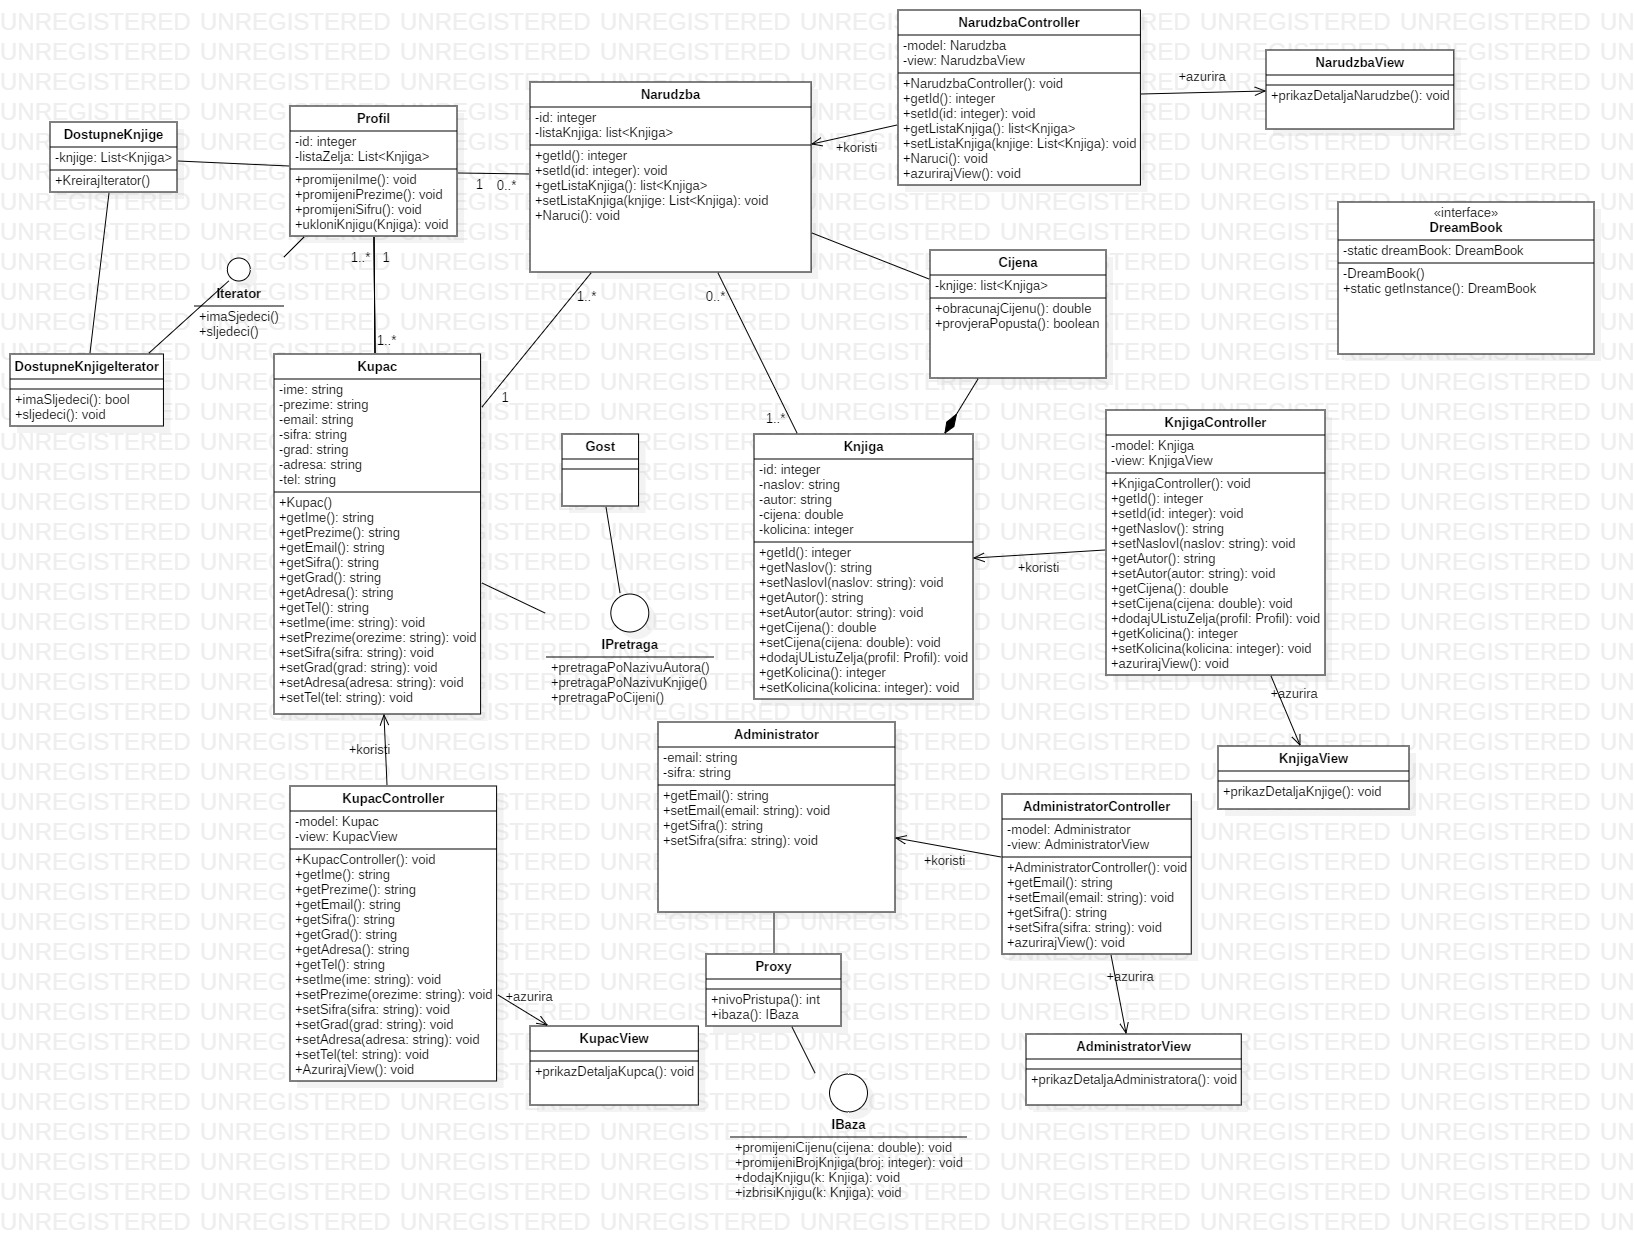 NarudzbaController
-model: Narudzba
-view: NarudzbaView
+NarudzbaController(): void
+getId(): integer
+setId(id: integer): void
+getListaKnjiga(): list<Knjiga>
+setListaKnjiga(knjige: List<Knjiga): void
+Naruci(): void
+azurirajView(): void
+azurira
NarudzbaView
+prikazDetaljaNarudzbe(): void
+koristi
Narudzba
-id: integer
-listaKnjiga: list<Knjiga>
+getId(): integer
+setId(id: integer): void
+getListaKnjiga(): list<Knjiga>
+setListaKnjiga(knjige: List<Knjiga): void
+Naruci(): void
Profil
-id: integer
-listaZelja: List<Knjiga>
+promijeniIme(): void
+promijeniPrezime(): void
+promijeniSifru(): void
+ukloniKnjigu(Knjiga): void
1
0..*
DostupneKnjige
-knjige: List<Knjiga>
+KreirajIterator()
«interface»
DreamBook
-static dreamBook: DreamBook
-DreamBook()
+static getInstance(): DreamBook
1..*
1
Iterator
+imaSjedeci()
+sljedeci()
1..*
0..*
Cijena
-knjige: list<Knjiga>
+obracunajCijenu(): double
+provjeraPopusta(): boolean
1..*
DostupneKnjigeIterator
+imaSljedeci(): bool
+sljedeci(): void
Kupac
-ime: string
-prezime: string
-email: string
-sifra: string
-grad: string
-adresa: string
-tel: string
+Kupac()
+getIme(): string
+getPrezime(): string
+getEmail(): string
+getSifra(): string
+getGrad(): string
+getAdresa(): string
+getTel(): string
+setIme(ime: string): void
+setPrezime(orezime: string): void
+setSifra(sifra: string): void
+setGrad(grad: string): void
+setAdresa(adresa: string): void
+setTel(tel: string): void
1
1..*
Gost
IPretraga
+pretragaPoNazivuAutora()
+pretragaPoNazivuKnjige()
+pretragaPoCijeni()
Knjiga
-id: integer
-naslov: string
-autor: string
-cijena: double
-kolicina: integer
+getId(): integer
+getNaslov(): string
+setNaslovI(naslov: string): void
+getAutor(): string
+setAutor(autor: string): void
+getCijena(): double
+setCijena(cijena: double): void
+dodajUListuZelja(profil: Profil): void
+getKolicina(): integer
+setKolicina(kolicina: integer): void
+koristi
KnjigaController
-model: Knjiga
-view: KnjigaView
+KnjigaController(): void
+getId(): integer
+setId(id: integer): void
+getNaslov(): string
+setNaslovI(naslov: string): void
+getAutor(): string
+setAutor(autor: string): void
+getCijena(): double
+setCijena(cijena: double): void
+dodajUListuZelja(profil: Profil): void
+getKolicina(): integer
+setKolicina(kolicina: integer): void
+azurirajView(): void
+azurira
KnjigaView
+prikazDetaljaKnjige(): void
+koristi
KupacController
-model: Kupac
-view: KupacView
+KupacController(): void
+getIme(): string
+getPrezime(): string
+getEmail(): string
+getSifra(): string
+getGrad(): string
+getAdresa(): string
+getTel(): string
+setIme(ime: string): void
+setPrezime(orezime: string): void
+setSifra(sifra: string): void
+setGrad(grad: string): void
+setAdresa(adresa: string): void
+setTel(tel: string): void
+AzurirajView(): void
+azurira
KupacView
+prikazDetaljaKupca(): void
Administrator
-email: string
-sifra: string
+getEmail(): string
+setEmail(email: string): void
+getSifra(): string
+setSifra(sifra: string): void
+koristi
AdministratorController
-model: Administrator
-view: AdministratorView
+AdministratorController(): void
+getEmail(): string
+setEmail(email: string): void
+getSifra(): string
+setSifra(sifra: string): void
+azurirajView(): void
+azurira
AdministratorView
+prikazDetaljaAdministratora(): void
Proxy
+nivoPristupa(): int
+ibaza(): IBaza
IBaza
+promijeniCijenu(cijena: double): void
+promijeniBrojKnjiga(broj: integer): void
+dodajKnjigu(k: Knjiga): void
+izbrisiKnjigu(k: Knjiga): void
UNREGISTERED